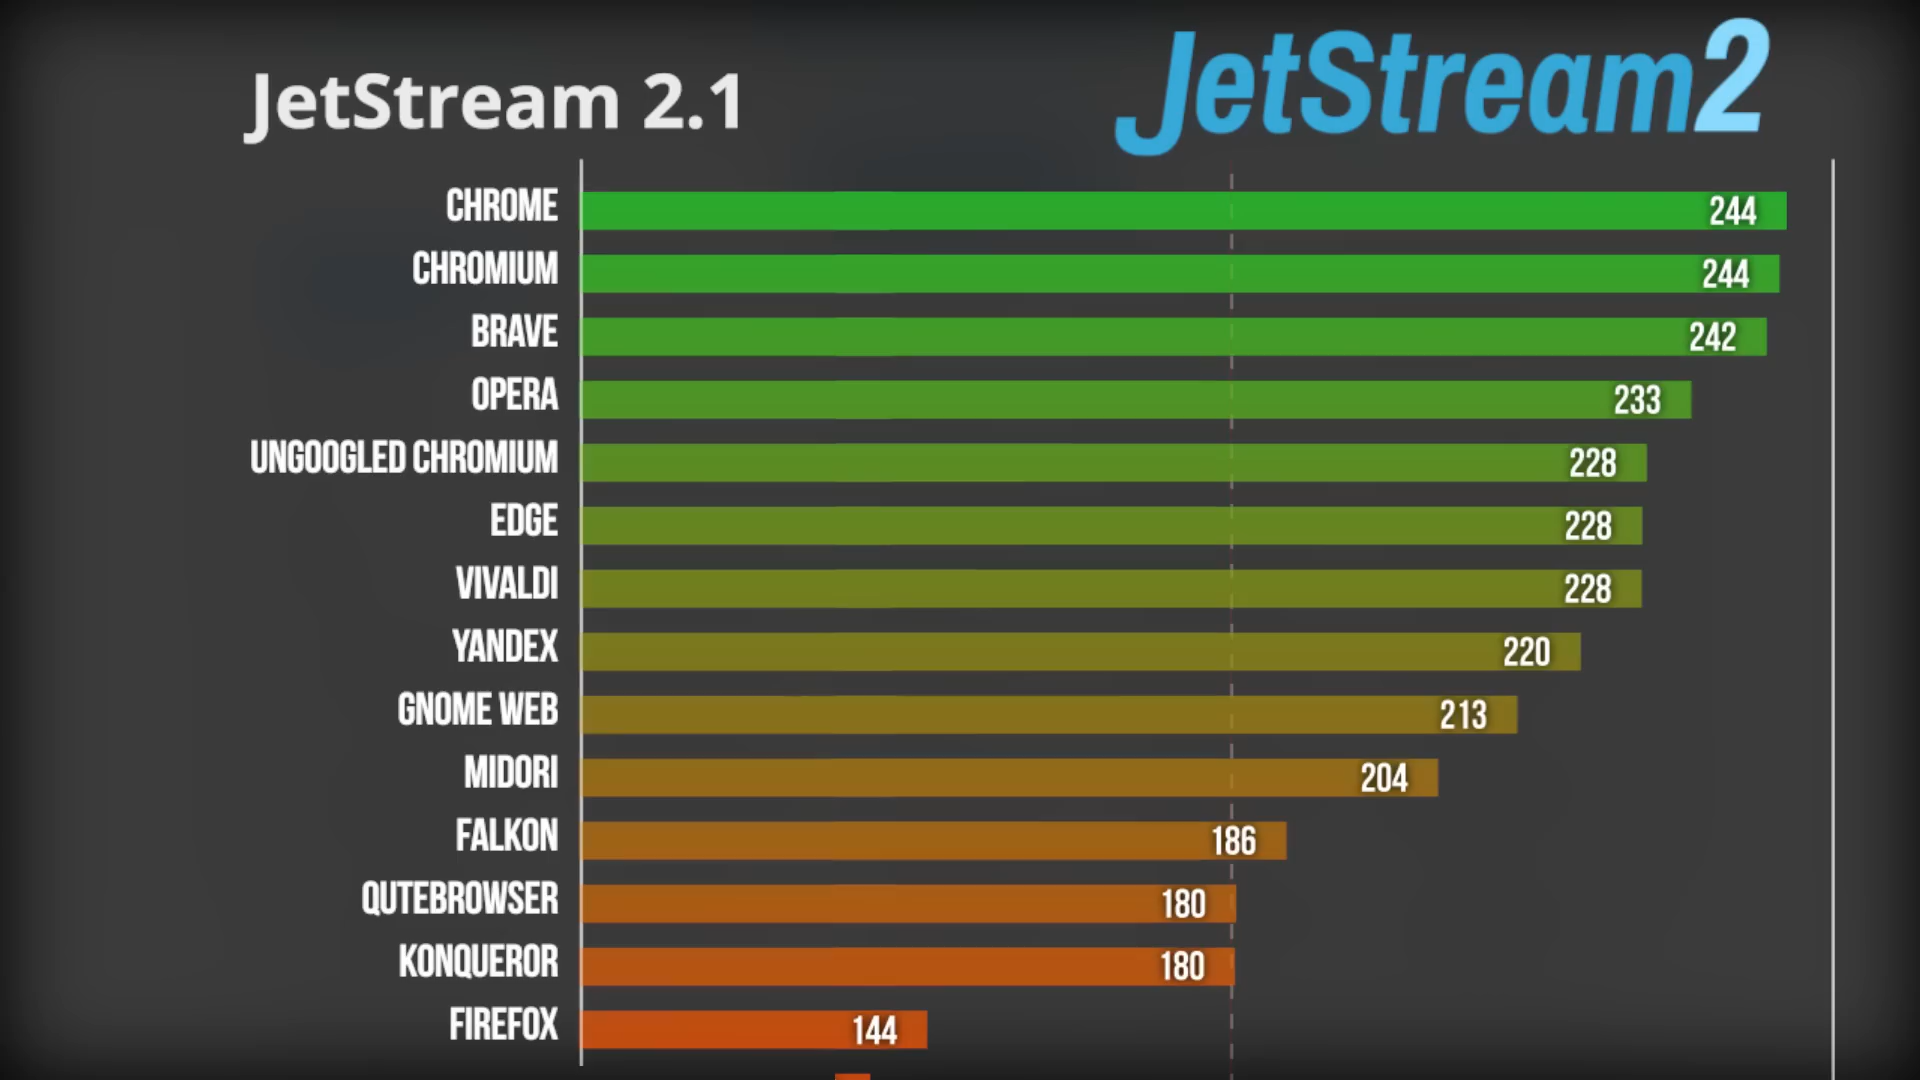 JetStream 2.1
JetStream2
CHROME 244
CHROMIUM 244
BRAVE 242
OPERA 233
UNGOOGLED CHROMIUM 228
EDGE 228
VIVALDI 228
YANDEX 220
GNOME WEB 213
MIDORI 204
FALKON 186
QUTEBROWSER 180
KONQUEROR 180
FIREFOX 144